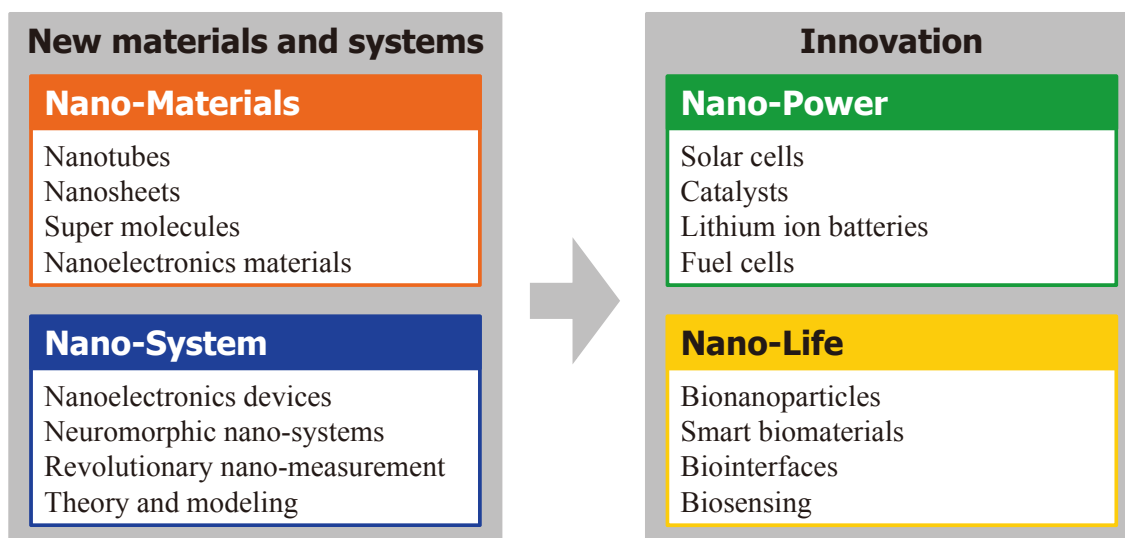 New materials and systems
Nano-Materials
Nanotubes
Nanosheets
Super molecules
Nanoelectronics materials
Nano-System
Nanoelectronics devices
Neuromorphic nano-systems
Revolutionary nano-measurement
Theory and modeling
Innovation
Nano-Power
Solar cells
Catalysts
Lithium ion batteries
Fuel cells
Nano-Life
Bionanoparticles
Smart biomaterials
Biointerfaces
Biosensing